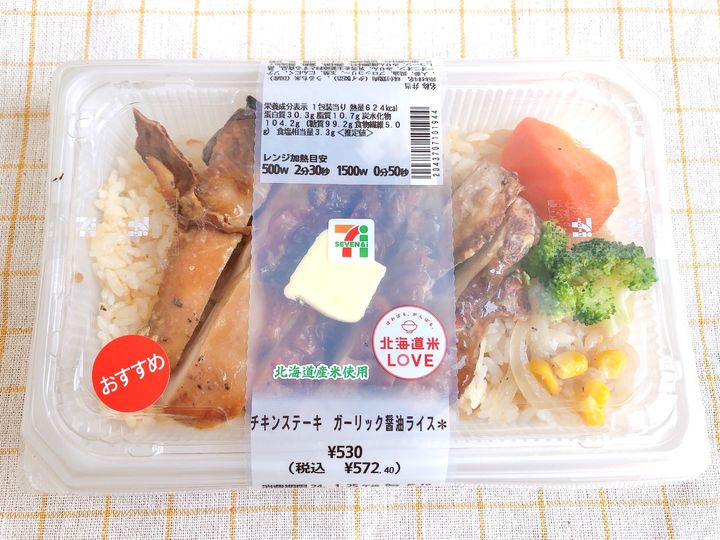 名称 弁当
栄養成分表示 1包装当り 熱量624kcal
蛋白質30.3g 脂質10.7g 炭水化物
104.2g (糖質99.2g 食物繊維5.0
g) 食塩相当量3.3g<推定値>
レンジ加熱目安
500W 2分30秒 1500W 0分50秒
2043707101944
SEVEN&i
北海道米
LOVE
北海道産米使用
おすすめ
チキンステーキ ガーリック醤油ライス*
¥530
(税込 ¥572.40)